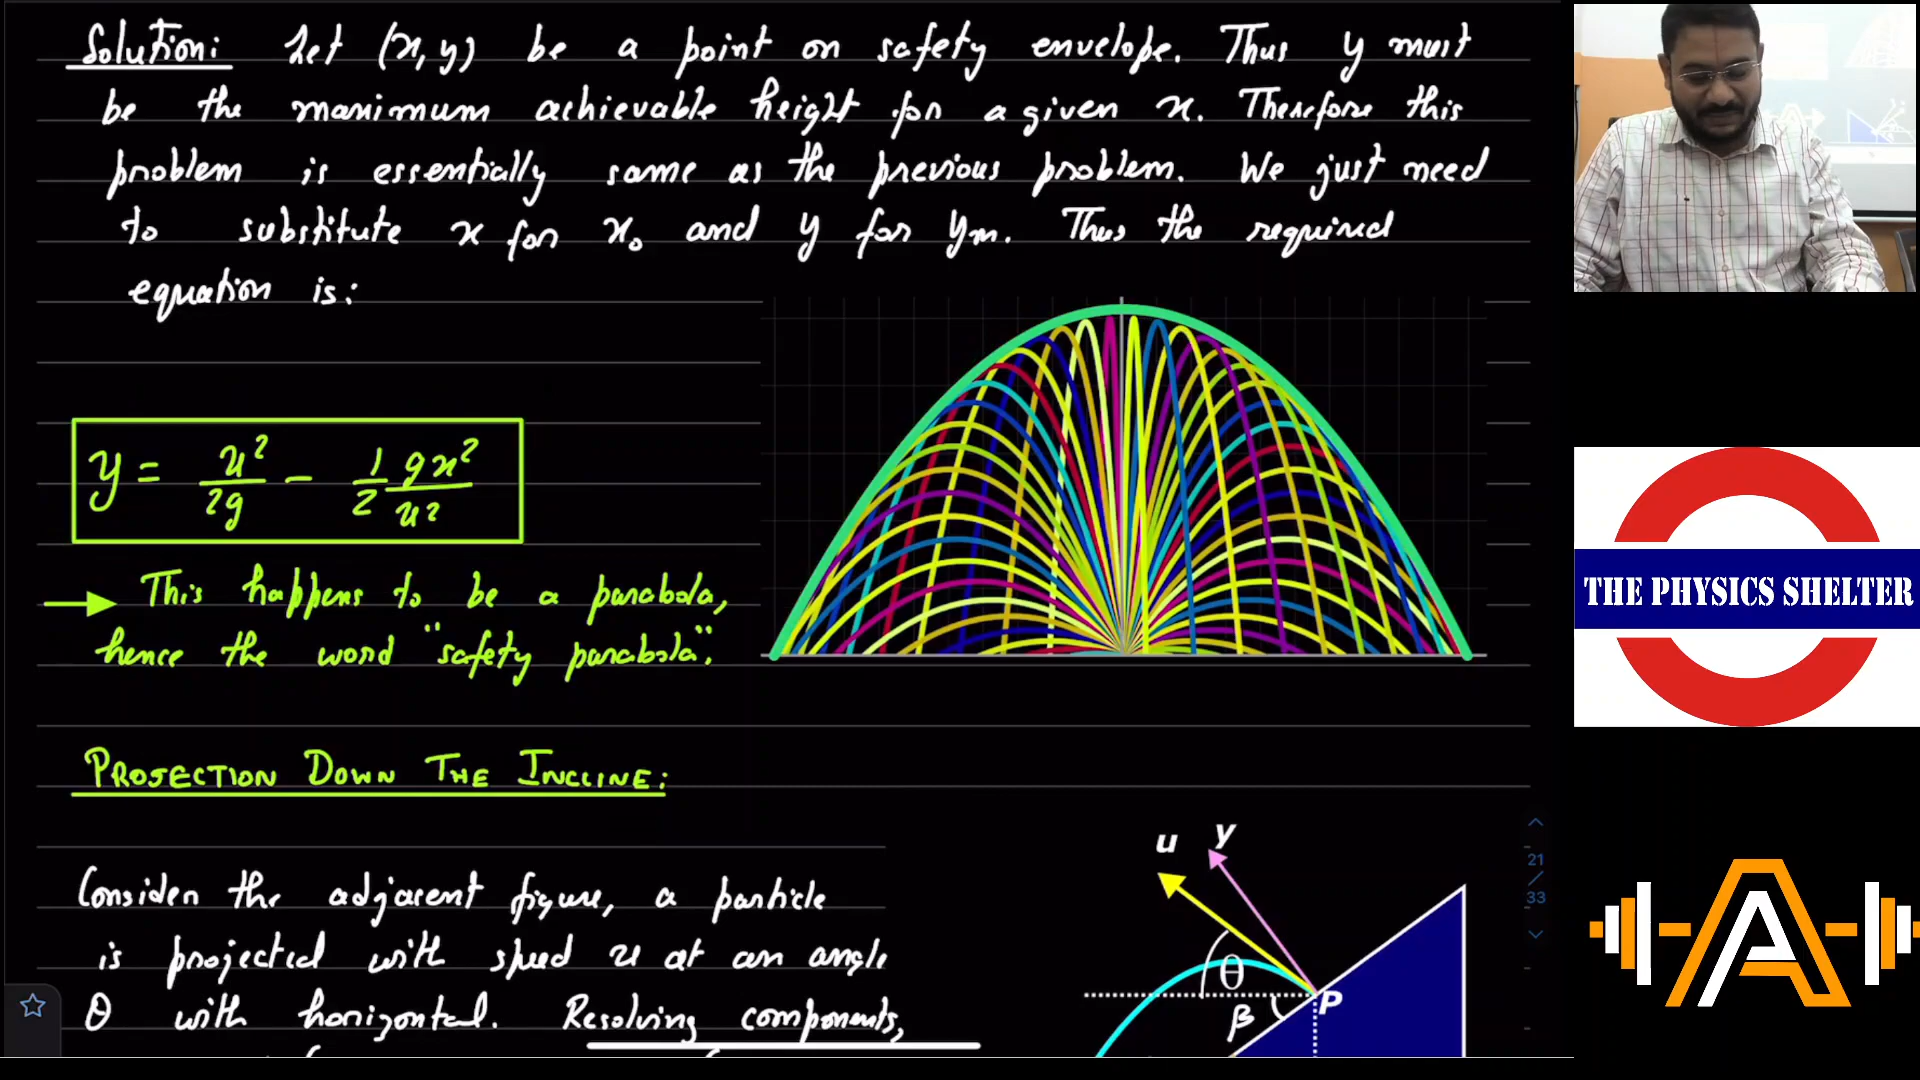 Solution: Let (x, y) be a point on safety envelope. Thus y must
be the maximum achievable height for a given x. Therefore this
problem is essentially same as the previous problem. We just need
to substitute x for x₀ and y for yₘ. Thus the required
equation is:
y = u²/2g - 1/2 gx²/u²
→ This happens to be a parabola,
hence the word "safety parabola".
PROJECTION DOWN THE INCLINE:
Consider the adjacent figure, a particle
is projected with speed u at an angle
θ with horizontal. Resolving components,
u y
θ
P
β
21
/
33
THE PHYSICS SHELTER